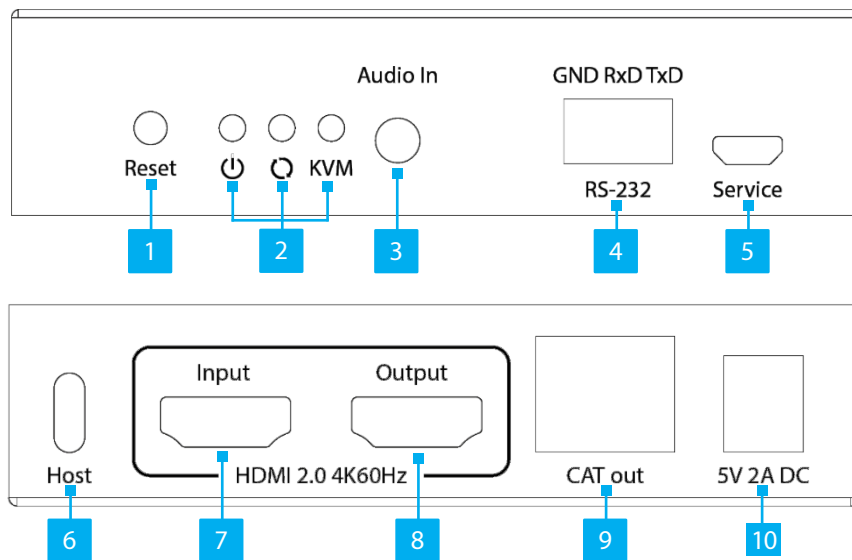 Audio In
GND RxD TxD
Reset
KVM
RS-232
Service
1
2
3
4
5
Input
Output
Host
HDMI 2.0 4K60Hz
CAT out
5V 2A DC
6
7
8
9
10